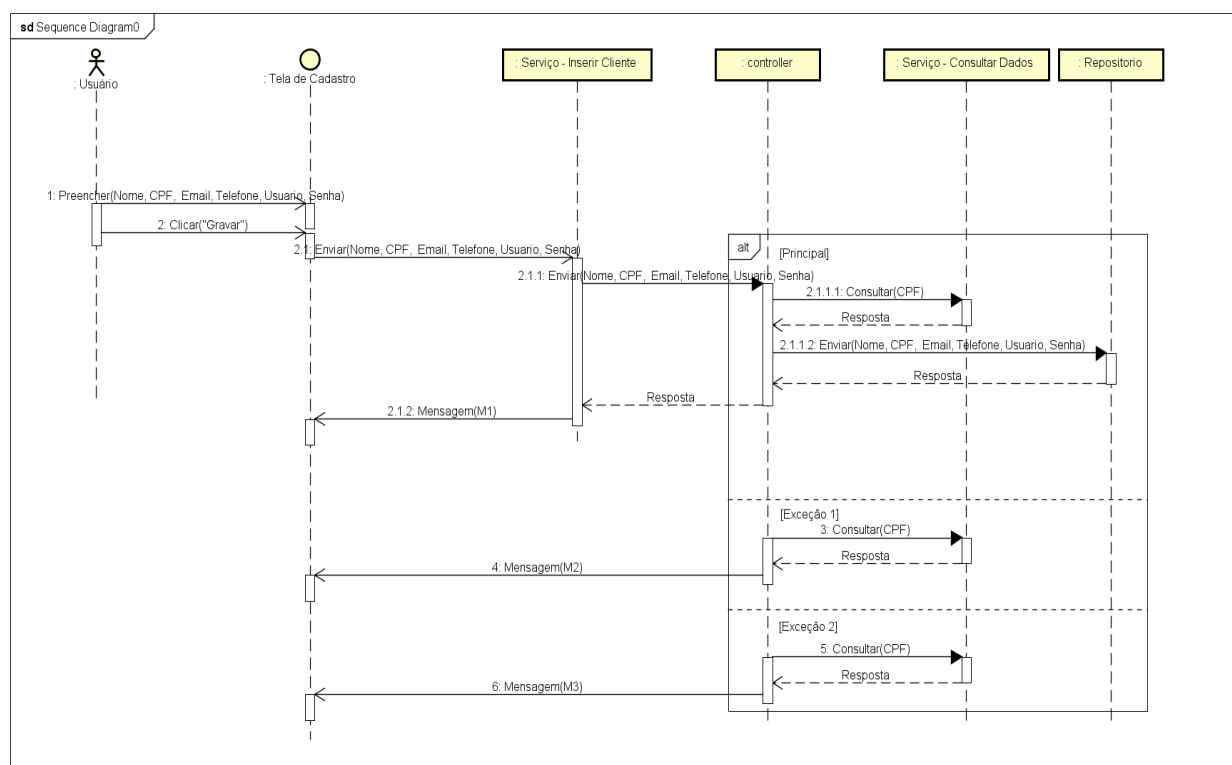 sd Sequence Diagram0
: Usuário
: Tela de Cadastro
: Serviço - Inserir Cliente
: controller
: Serviço - Consultar Dados
: Repositorio
1: Preencher(Nome, CPF, Email, Telefone, Usuario, Senha)
2: Clicar("Gravar")
2.1: Enviar(Nome, CPF, Email, Telefone, Usuario, Senha)
alt
[Principal]
2.1.1: Enviar(Nome, CPF, Email, Telefone, Usuario, Senha)
2.1.1.1: Consultar(CPF)
Resposta
2.1.1.2: Enviar(Nome, CPF, Email, Telefone, Usuario, Senha)
Resposta
Resposta
2.1.2: Mensagem(M1)
[Exceção 1]
3: Consultar(CPF)
Resposta
4: Mensagem(M2)
[Exceção 2]
5: Consultar(CPF)
Resposta
6: Mensagem(M3)